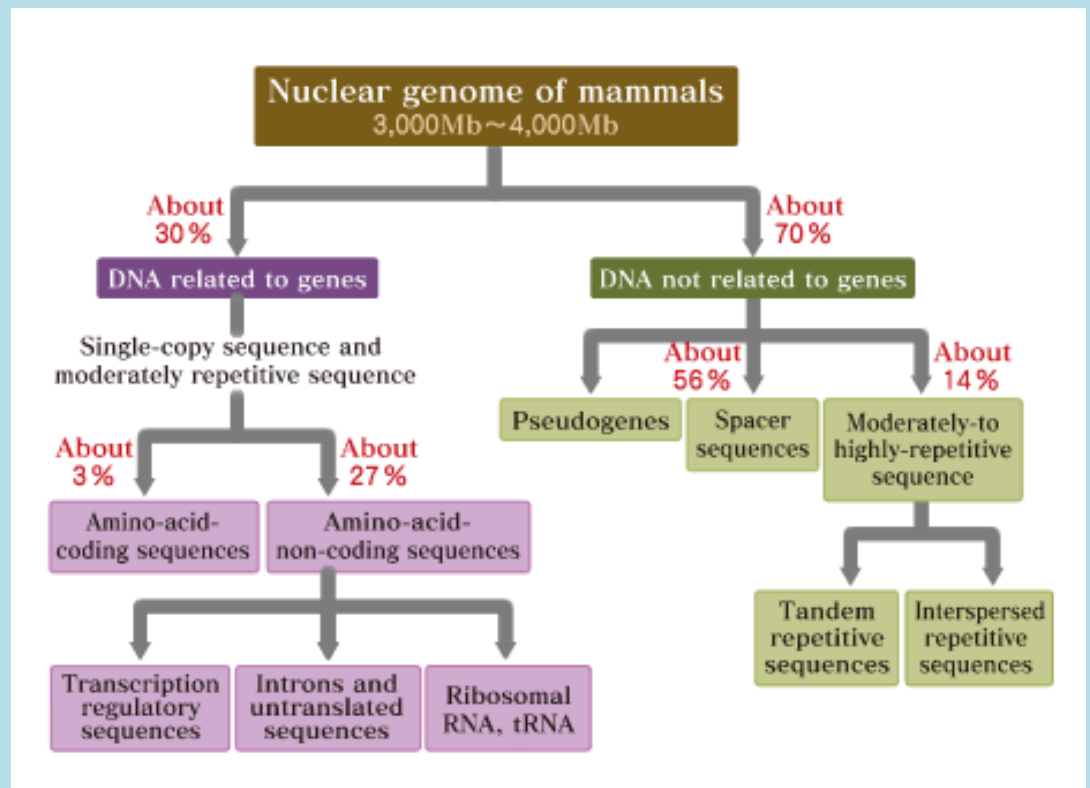 Nuclear genome of mammals
3,000Mb~4,000Mb
About
30%
About
70%
DNA related to genes
DNA not related to genes
Single-copy sequence and
moderately repetitive sequence
About
3%
About
27%
About
56%
About
14%
Pseudogenes
Spacer
sequences
Moderately-to
highly-repetitive
sequence
Amino-acid-
coding sequences
Amino-acid-
non-coding sequences
Tandem
repetitive
sequences
Interspersed
repetitive
sequences
Transcription
regulatory
sequences
Introns and
untranslated
sequences
Ribosomal
RNA, tRNA